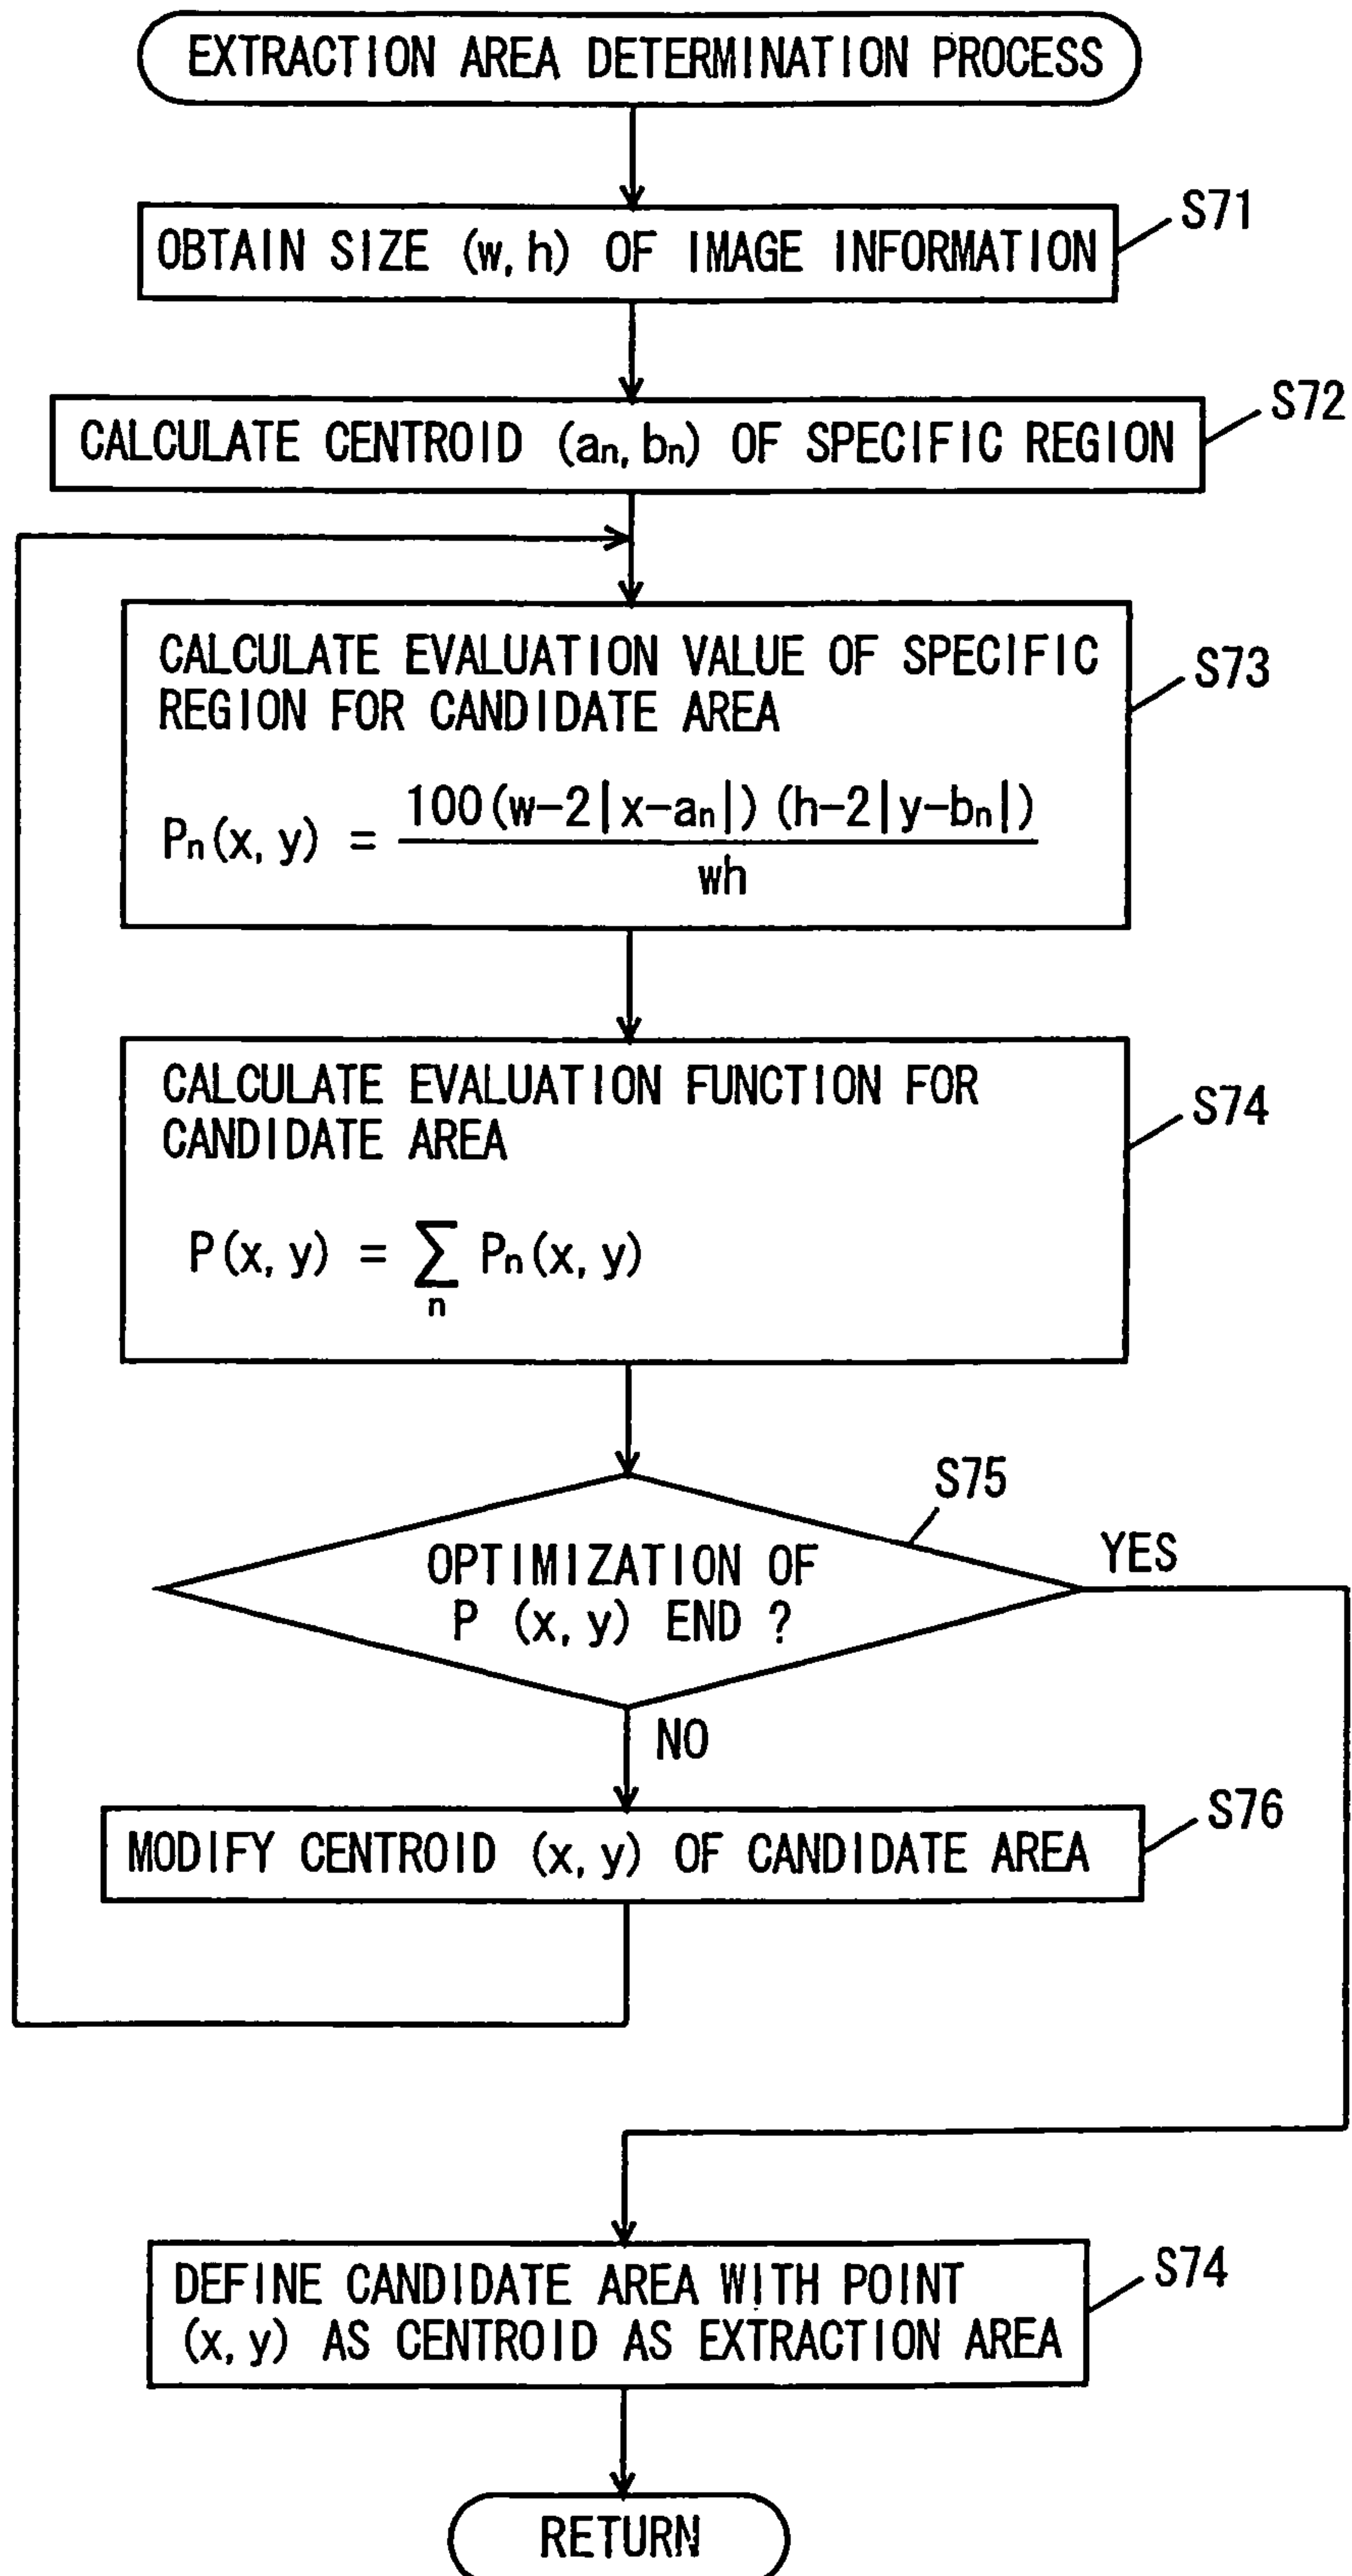 EXTRACTION AREA DETERMINATION PROCESS
S71
OBTAIN SIZE (w, h) OF IMAGE INFORMATION
S72
CALCULATE CENTROID (an, bn) OF SPECIFIC REGION
S73
CALCULATE EVALUATION VALUE OF SPECIFIC
REGION FOR CANDIDATE AREA
Pn(x, y) = 100(w-2|x-an|) (h-2|y-bn|)
wh
S74
CALCULATE EVALUATION FUNCTION FOR
CANDIDATE AREA
P(x, y) = ∑ Pn(x, y)
n
S75
OPTIMIZATION OF
P (x, y) END ?
YES
NO
S76
MODIFY CENTROID (x, y) OF CANDIDATE AREA
S74
DEFINE CANDIDATE AREA WITH POINT
(x, y) AS CENTROID AS EXTRACTION AREA
RETURN